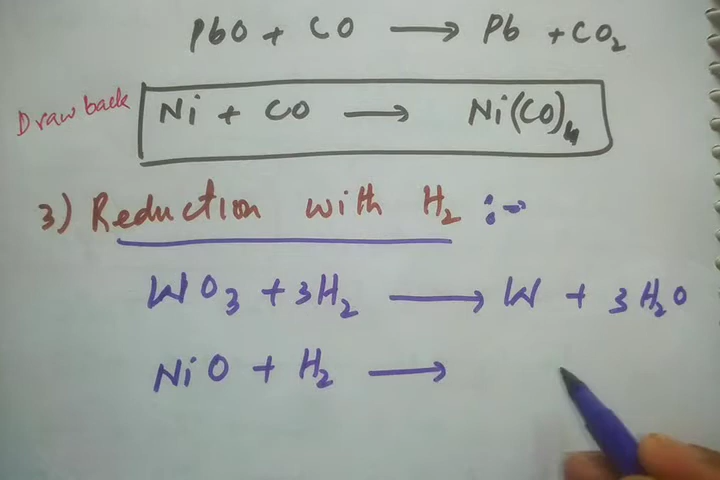 PbO + CO → Pb + CO₂
Draw back
Ni + CO → Ni(CO)₄
3) Reduction with H₂ :-
WO₃ + 3H₂ → W + 3H₂O
NiO + H₂ →